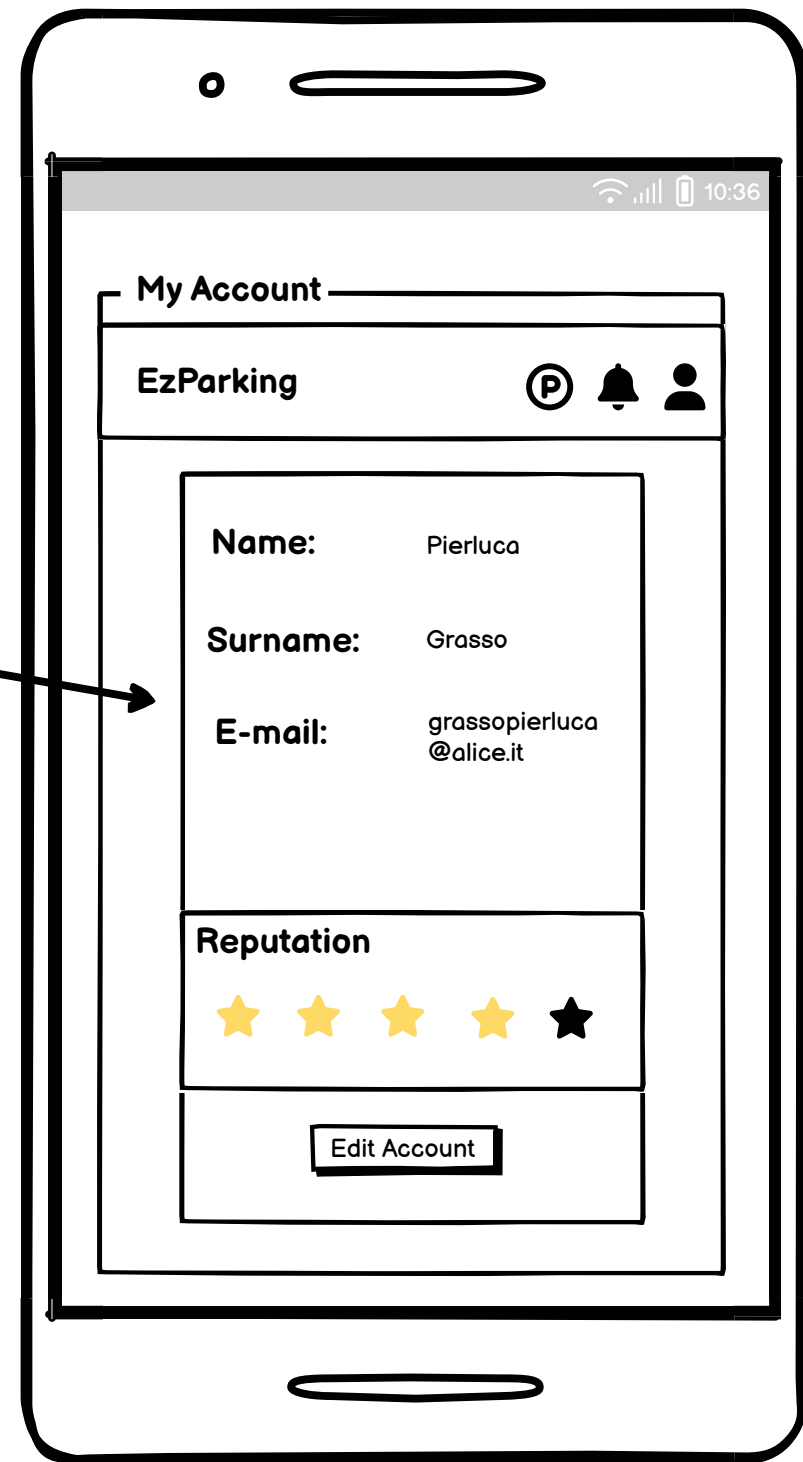 10:36
My Account
EzParking
P
Name: Pierluca
Surname: Grasso
E-mail: grassopierluca
@alice.it
Reputation
Edit Account